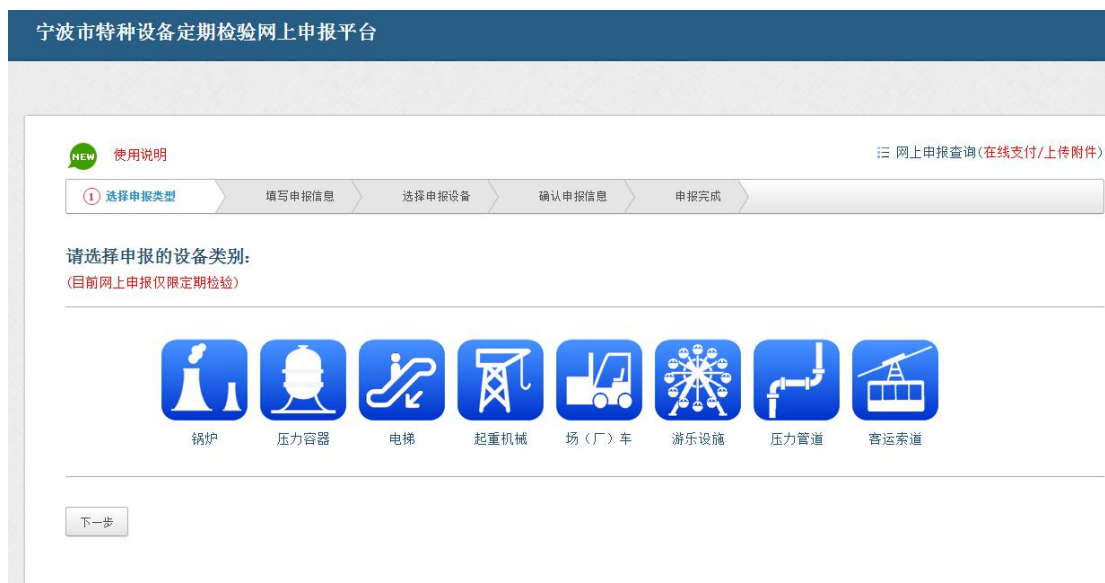 宁波市特种设备定期检验网上申报平台
NEW 使用说明
网上申报查询(在线支付/上传附件)
1 选择申报类型 填写申报信息 选择申报设备 确认申报信息 申报完成
请选择申报的设备类别:
(目前网上申报仅限定期检验)
锅炉 压力容器 电梯 起重机械 场（厂）车 游乐设施 压力管道 客运索道
下一步